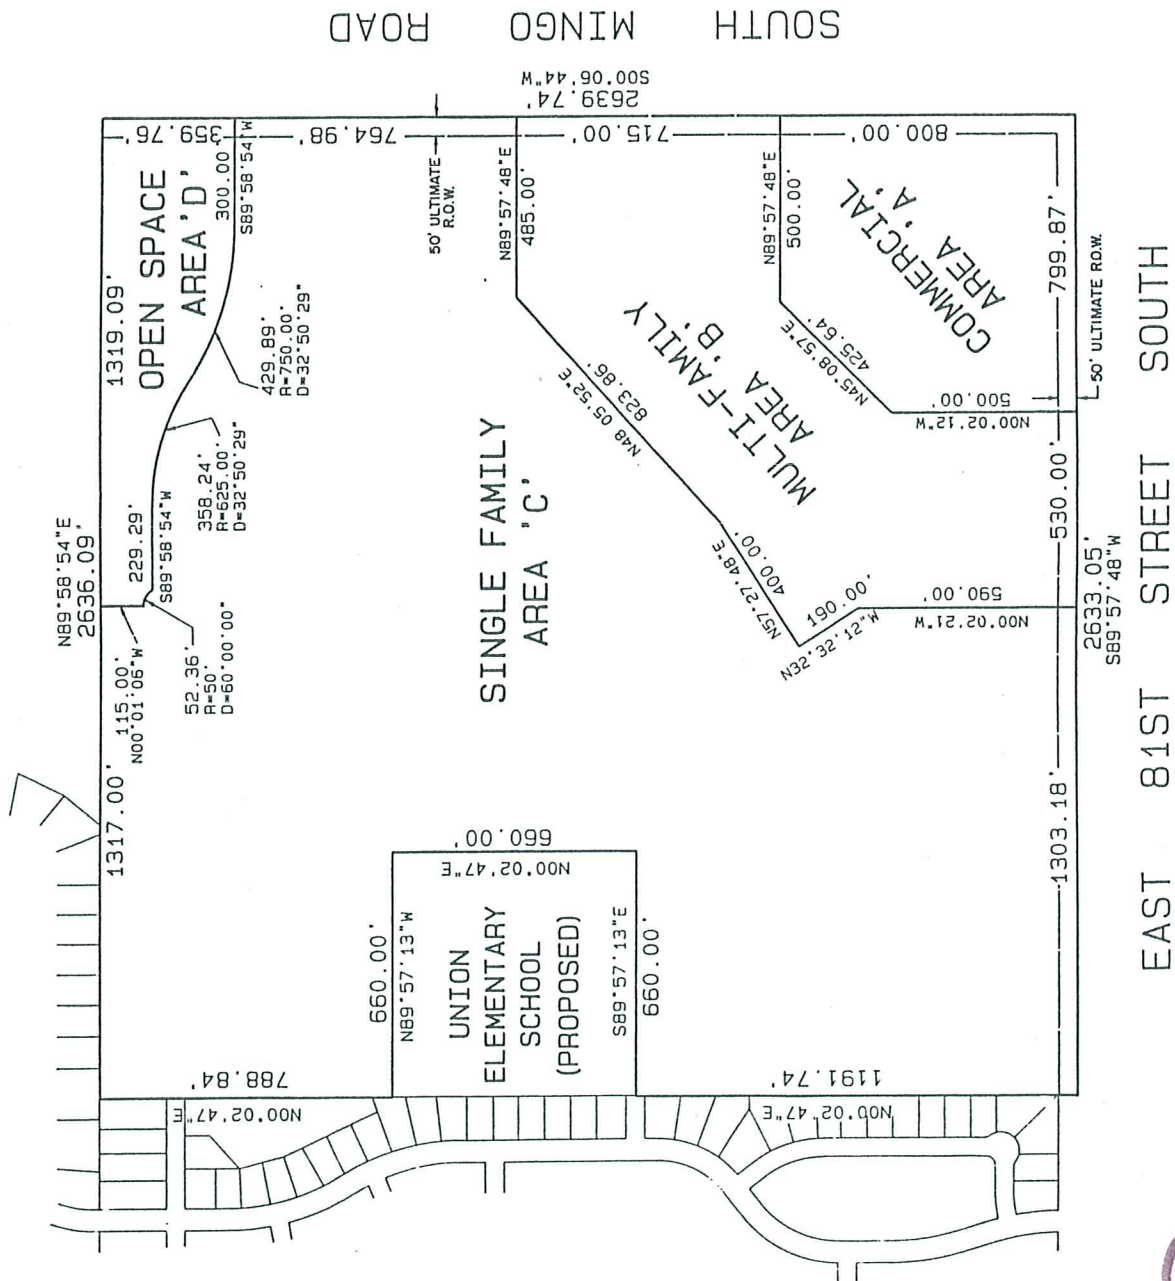 SOUTH MINGO ROAD
S00°06'44"W
2639.74'
359.76'
764.98'
715.00'
800.00'
OPEN SPACE
AREA 'D'
1319.09'
300.00'
S89°58'54"W
429.89'
R=750.00'
D=32°50'29"
358.24'
R=625.00'
D=32°50'29"
229.29'
S89°58'54"W
N89°58'54"E
2636.09'
115.00'
N00°01'06"W
52.36'
R=50'
D=60°00'00"
1317.00'
50' ULTIMATE
R.O.W.
N89°57'48"E
485.00'
N48°05'52"E
823.86'
N57°27'48"E
400.00'
190.00'
N32°32'12"W
590.00'
N00°02'21"W
MULTI-FAMILY
AREA 'B'
N89°57'48"E
500.00'
N45°08'57"E
425.64'
500.00'
N00°02'12"W
COMMERCIAL
AREA 'A'
SINGLE FAMILY
AREA 'C'
660.00'
N00°02'47"E
660.00'
N89°57'13"W
UNION
ELEMENTARY
SCHOOL
(PROPOSED)
S89°57'13"E
660.00'
788.84'
N00°02'47"E
1191.74'
N00°02'47"E
799.87'
530.00'
1303.18'
50' ULTIMATE R.O.W.
2633.05'
S89°57'48"W
EAST 81ST STREET SOUTH